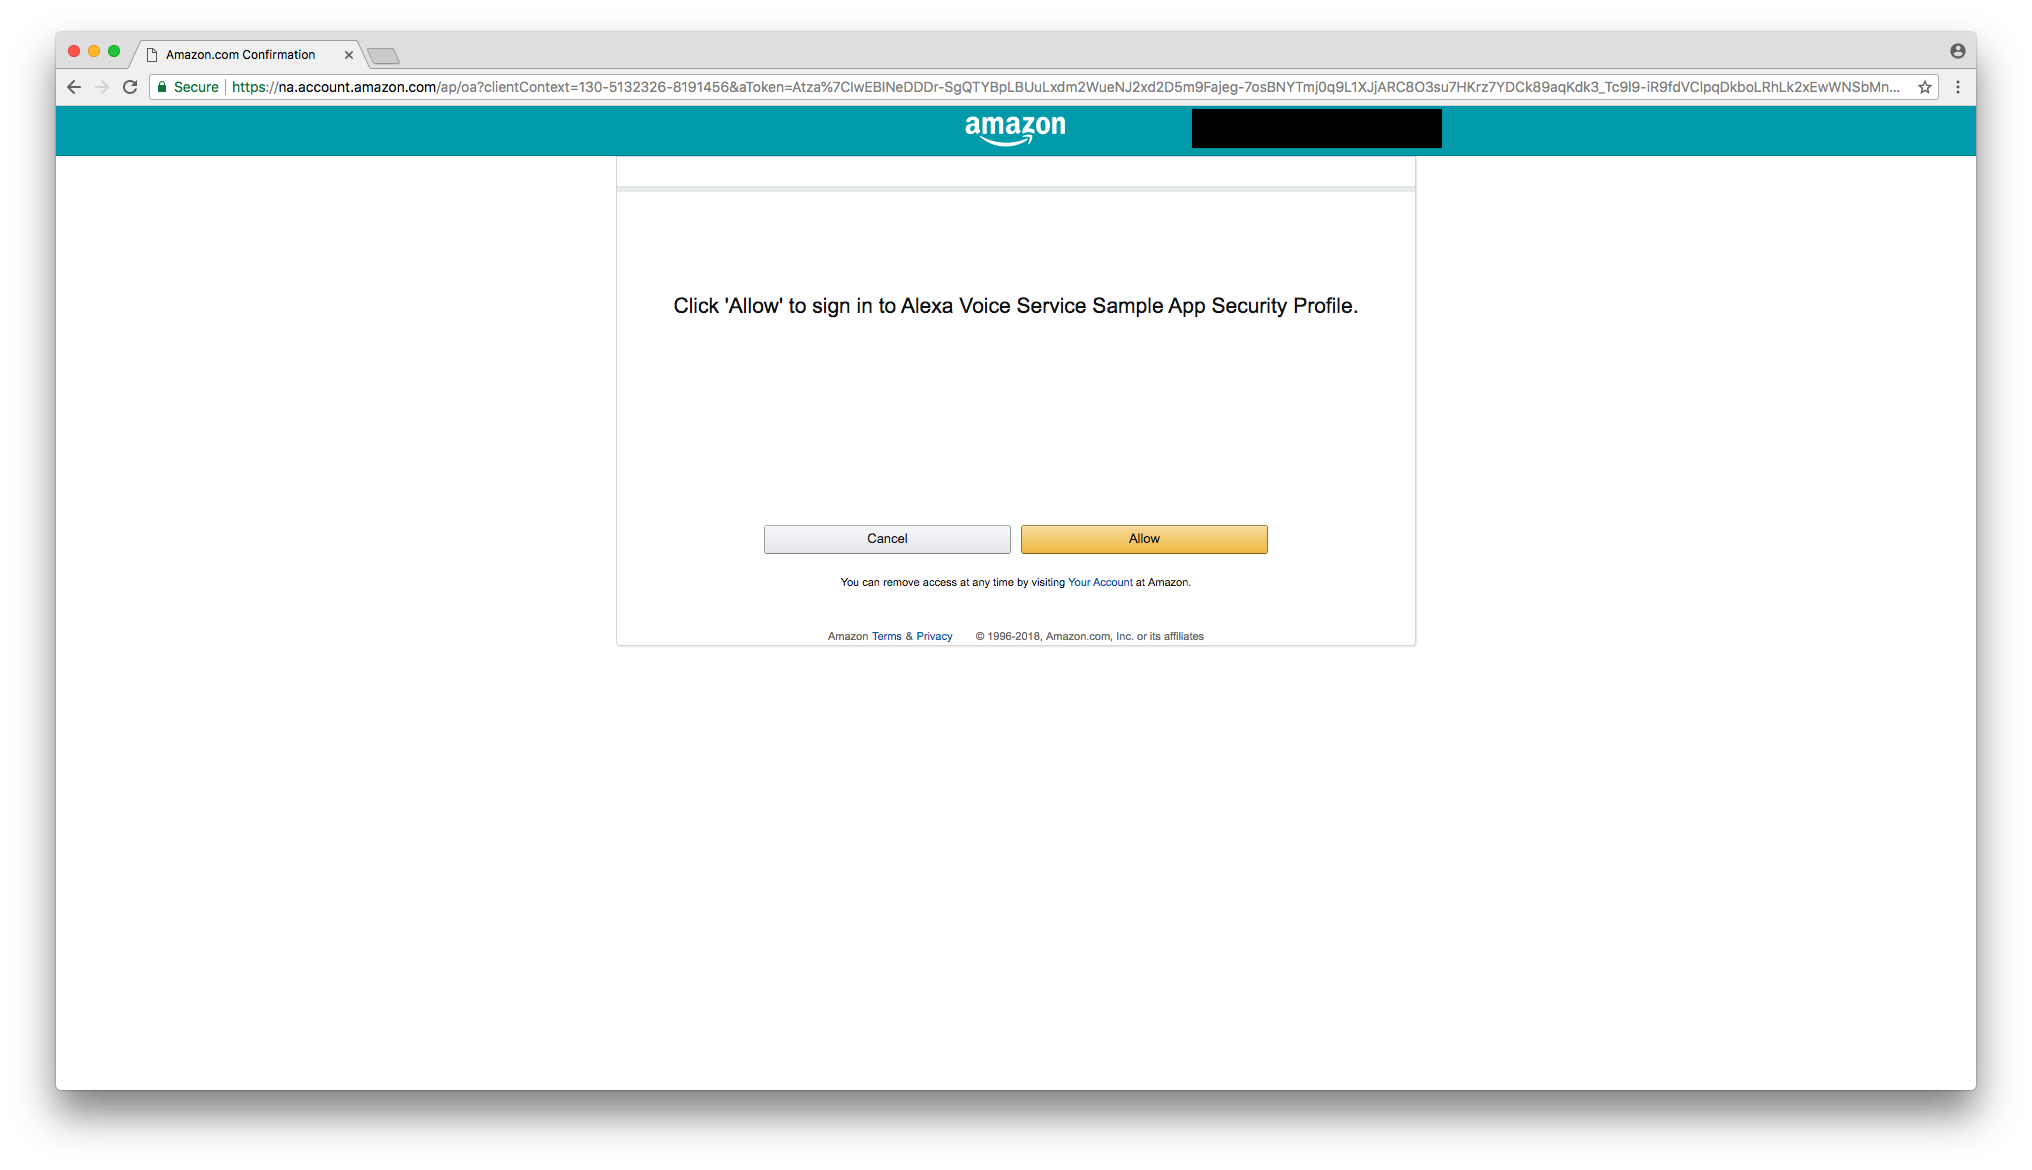 Amazon.com Confirmation
Secure https://na.account.amazon.com/ap/oa?clientContext=130-5132326-8191456&aToken=Atza%7CIwEBINeDDDr-SgQTYBpLBUuLxdm2WueNJ2xd2D5m9Fajeg-7osBNYTmj0q9L1XJjARC8O3su7HKrz7YDCk89aqKdk3_Tc9I9-iR9fdVClpqDkboLRhLk2xEwWNSbMn...
amazon
Click 'Allow' to sign in to Alexa Voice Service Sample App Security Profile.
Cancel Allow
You can remove access at any time by visiting Your Account at Amazon.
Amazon Terms & Privacy © 1996-2018, Amazon.com, Inc. or its affiliates